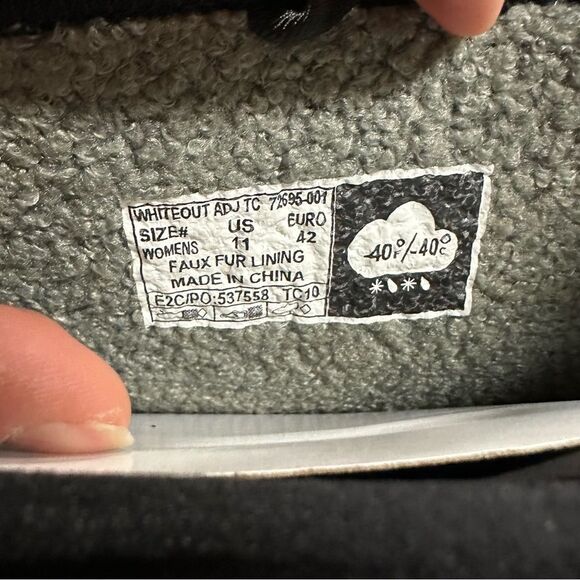 WHITEOUT ADJ TC 72695-001
SIZE# US EURO
WOMENS 11 42
FAUX FUR LINING
MADE IN CHINA
E2C/PO:537558 TC10
-40°F/-40°C